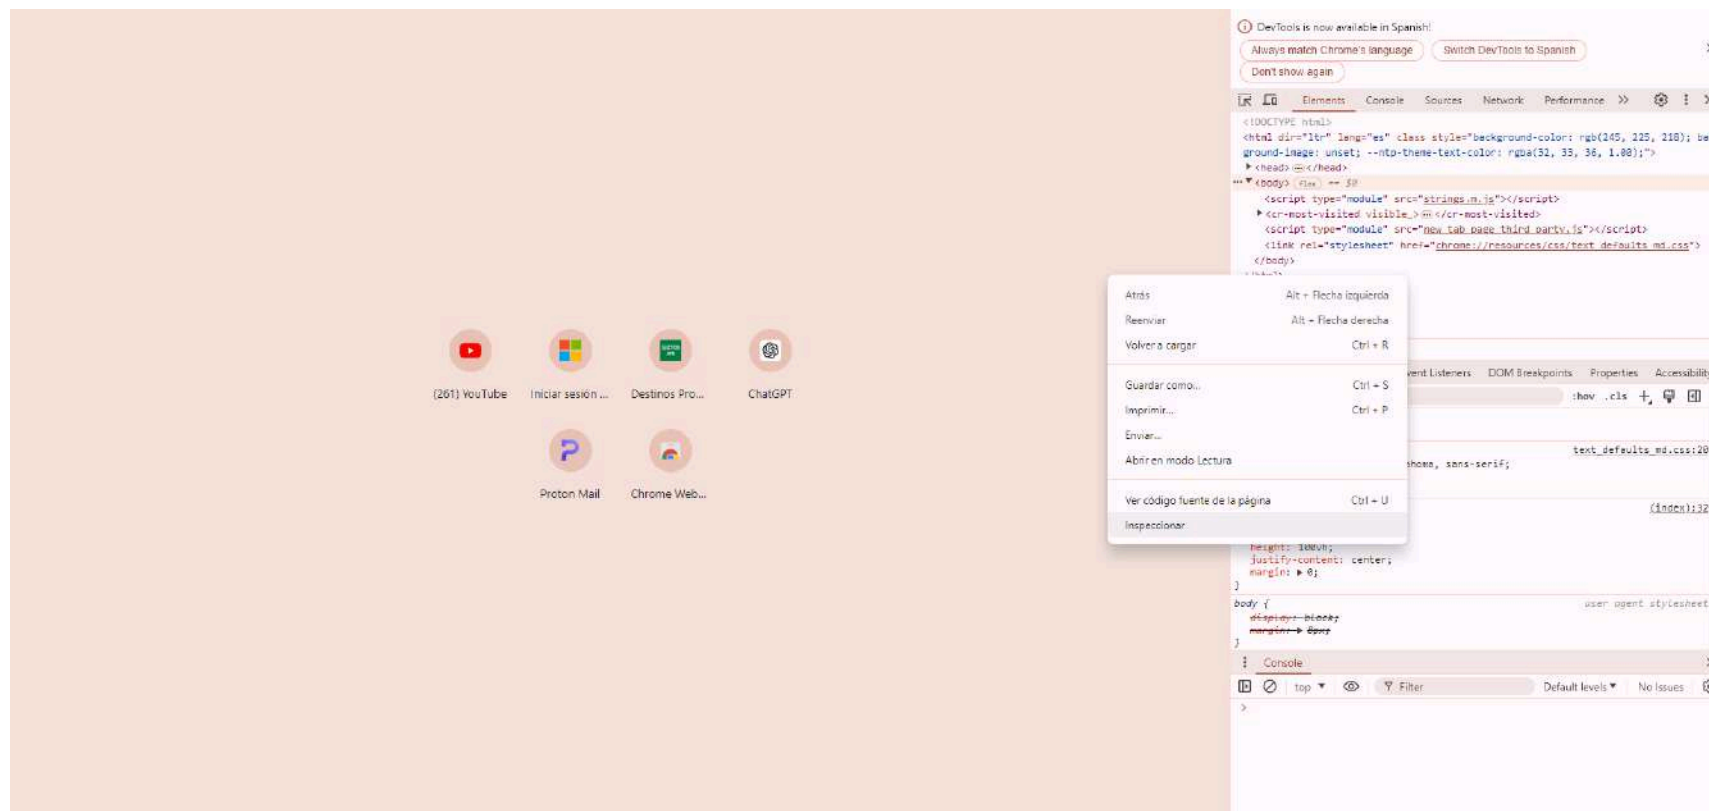 (261) YouTube
Iniciar sesión ...
Destinos Pro...
ChatGPT
Proton Mail
Chrome Web...
DevTools is now available in Spanish!
Always match Chrome's language
Switch DevTools to Spanish
Don't show again
Elements Console Sources Network Performance
<!DOCTYPE html>
<html dir="ltr" lang="es" class style="background-color: rgb(245, 225, 218); ba
ground-image: unset; --ntp-theme-text-color: rgba(32, 33, 36, 1.00);">
<head> … </head>
<body> flex == $0
<script type="module" src="strings.m.js"></script>
<cr-most-visited visible_> … </cr-most-visited>
<script type="module" src="new_tab_page_third_party.js"></script>
<link rel="stylesheet" href="chrome://resources/css/text_defaults_md.css">
</body>
Atrás Alt + Flecha izquierda
Reenviar Alt + Flecha derecha
Volver a cargar Ctrl + R
Guardar como... Ctrl + S
Imprimir... Ctrl + P
Enviar...
Abrir en modo Lectura
Ver código fuente de la página Ctrl + U
Inspeccionar
vent Listeners DOM Breakpoints Properties Accessibility
:hov .cls
text_defaults_md.css:20
ahoma, sans-serif;
(index):32
height: 100vh;
justify-content: center;
margin: 0;
}
body { user agent stylesheet
display: block;
margin: 8px;
}
Console
top Filter Default levels No Issues
>